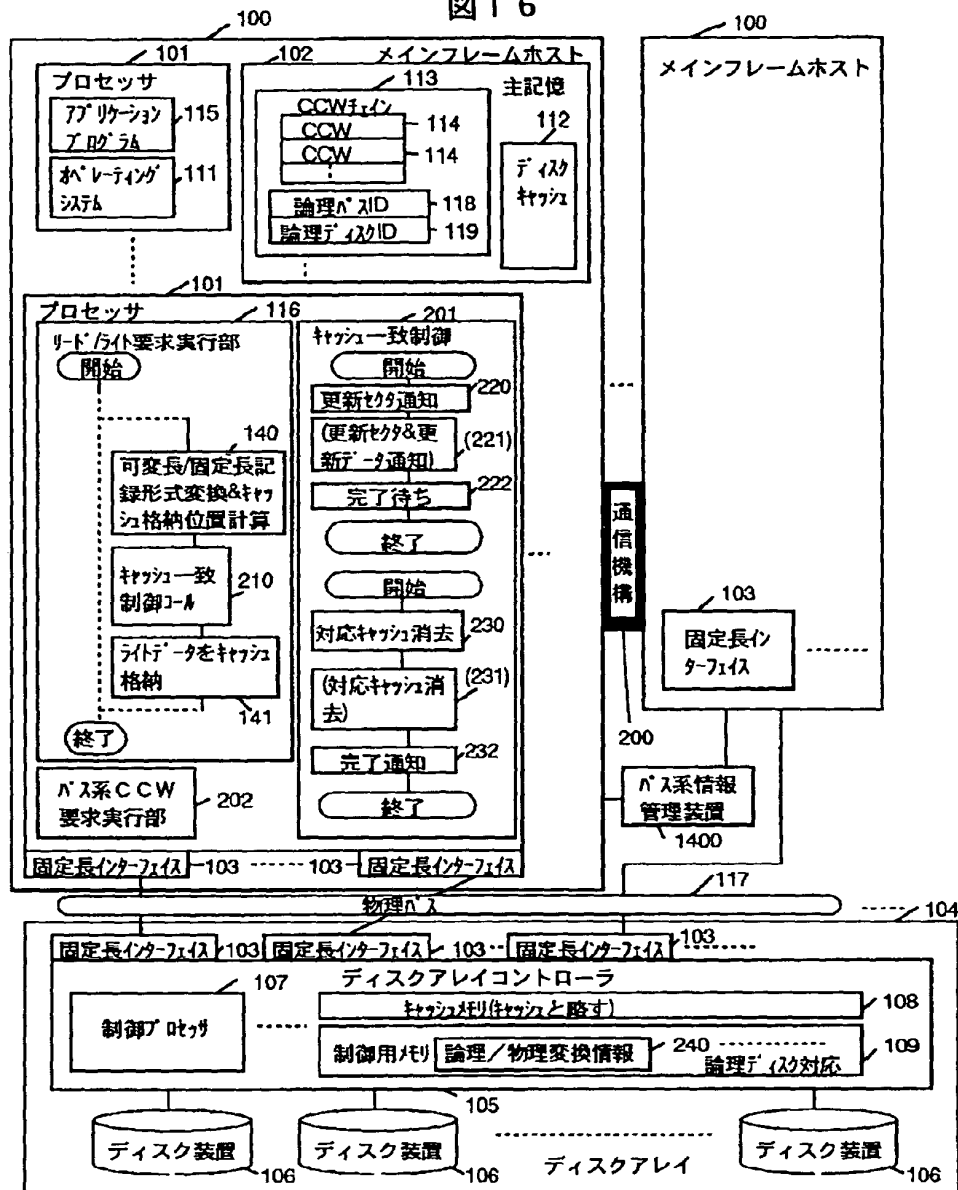 図16
100
100
101
プロセッサ
アプリケーション
プログラム
115
オペレーティング
システム
111
102
メインフレームホスト
113
主記憶
CCWチェイン
CCW
114
CCW
114
論理パスID
118
論理ディスクID
119
112
ディスク
キャッシュ
メインフレームホスト
101
プロセッサ
116
リード/ライト要求実行部
開始
140
可変長/固定長記
録形式変換&キャッ
シュ格納位置計算
キャッシュ一致
制御コール
210
ライトデータをキャッシュ
格納
141
終了
パス系CCW
要求実行部
202
201
キャッシュ一致制御
開始
更新セクタ通知
220
(更新セクタ&更
新データ通知)
(221)
完了待ち
222
終了
開始
対応キャッシュ消去
230
(対応キャッシュ消
去)
(231)
完了通知
232
終了
通信機構
200
103
固定長イン
ターフェイス
パス系情報
管理装置
1400
固定長インターフェイス
103
103
固定長インターフェイス
117
物理パス
104
固定長インターフェイス
103
固定長インターフェイス
103
固定長インターフェイス
103
ディスクアレイコントローラ
107
制御プロセッサ
キャッシュメモリ(キャッシュと略す)
108
制御用メモリ
論理/物理変換情報
240
論理ディスク対応
109
105
ディスク装置
106
ディスク装置
106
ディスクアレイ
ディスク装置
106